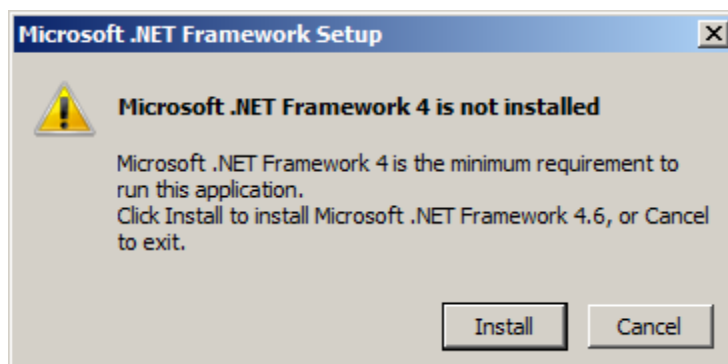 Microsoft .NET Framework Setup
Microsoft .NET Framework 4 is not installed
Microsoft .NET Framework 4 is the minimum requirement to
run this application.
Click Install to install Microsoft .NET Framework 4.6, or Cancel
to exit.
Install
Cancel